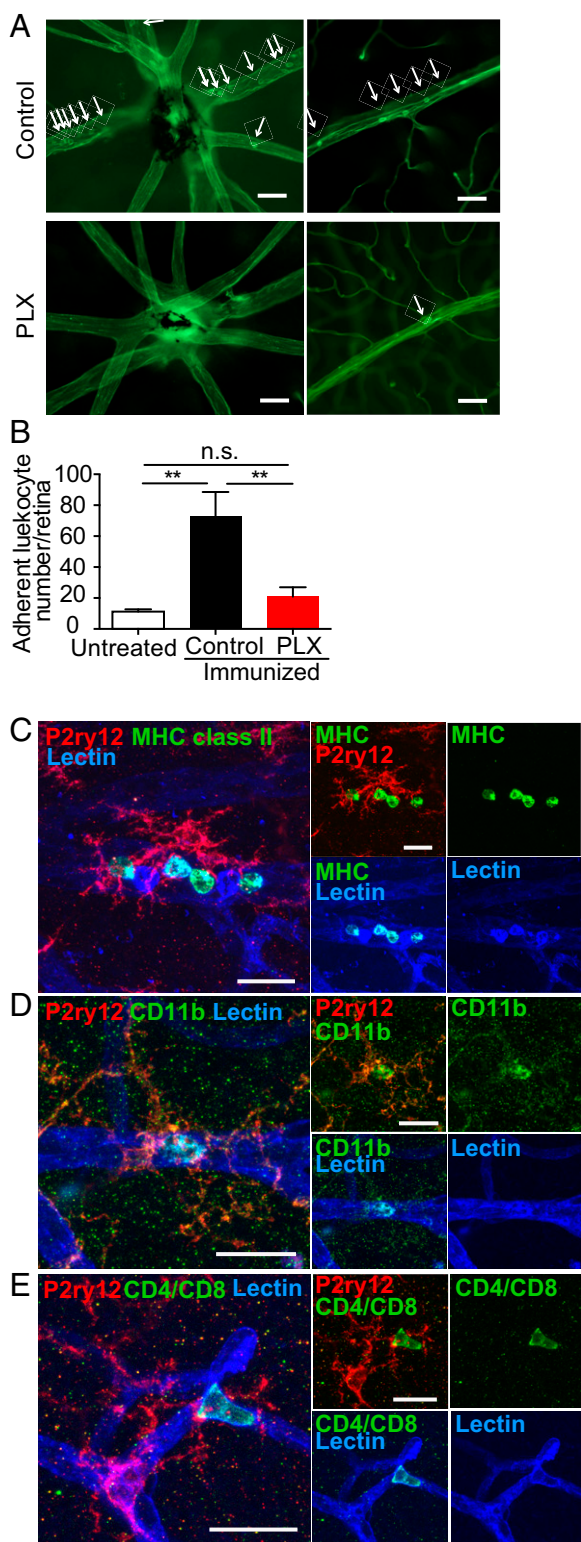 A
Control
PLX
B
n.s.
** **
Adherent luekocyte
number/retina
100
80
60
40
20
0
Untreated Control PLX
Immunized
C
P2ry12 MHC class II
Lectin
MHC
P2ry12
MHC
MHC
Lectin
Lectin
D
P2ry12 CD11b Lectin
P2ry12
CD11b
CD11b
CD11b
Lectin
Lectin
E
P2ry12 CD4/CD8 Lectin
P2ry12
CD4/CD8
CD4/CD8
CD4/CD8
Lectin
Lectin